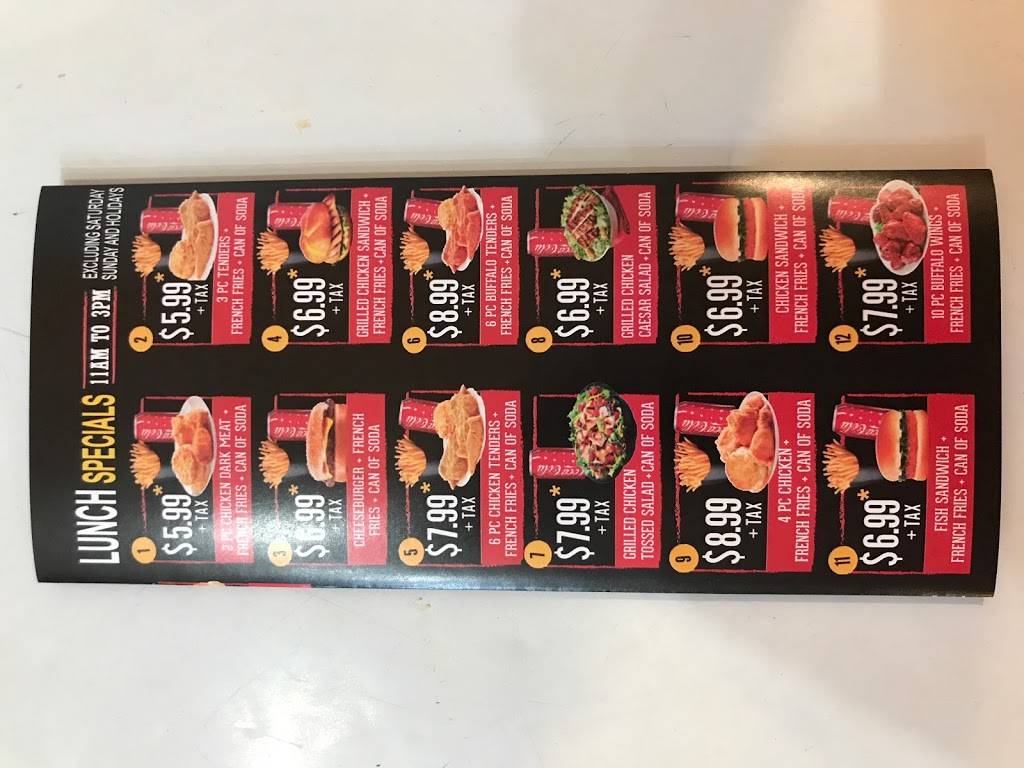 LUNCH SPECIALS 11AM TO 3PM
EXCLUDING SATURDAY
SUNDAY AND HOLIDAYS
1
$5.99*
+ TAX
2 PC CHICKEN DARK MEAT +
FRENCH FRIES + CAN OF SODA
2
$5.99*
+ TAX
3 PC TENDERS +
FRENCH FRIES + CAN OF SODA
3
$6.99*
+ TAX
CHEESEBURGER + FRENCH
FRIES + CAN OF SODA
4
$6.99*
+ TAX
GRILLED CHICKEN SANDWICH +
FRENCH FRIES + CAN OF SODA
5
$7.99*
+ TAX
6 PC CHICKEN TENDERS +
FRENCH FRIES + CAN OF SODA
6
$8.99*
+ TAX
6 PC BUFFALO TENDERS +
FRENCH FRIES + CAN OF SODA
7
$7.99*
+ TAX
GRILLED CHICKEN
TOSSED SALAD + CAN OF SODA
8
$6.99*
+ TAX
GRILLED CHICKEN
CAESAR SALAD + CAN OF SODA
9
$8.99*
+ TAX
4 PC CHICKEN +
FRENCH FRIES + CAN OF SODA
10
$6.99*
+ TAX
CHICKEN SANDWICH +
FRENCH FRIES + CAN OF SODA
11
$6.99*
+ TAX
FISH SANDWICH +
FRENCH FRIES + CAN OF SODA
12
$7.99*
+ TAX
10 PC BUFFALO WINGS +
FRENCH FRIES + CAN OF SODA